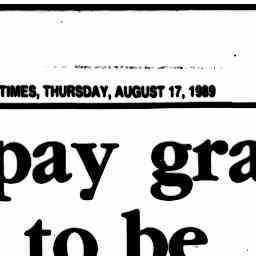 TIMES, THURSDAY, AUGUST 17, 1989
pay gra
to be